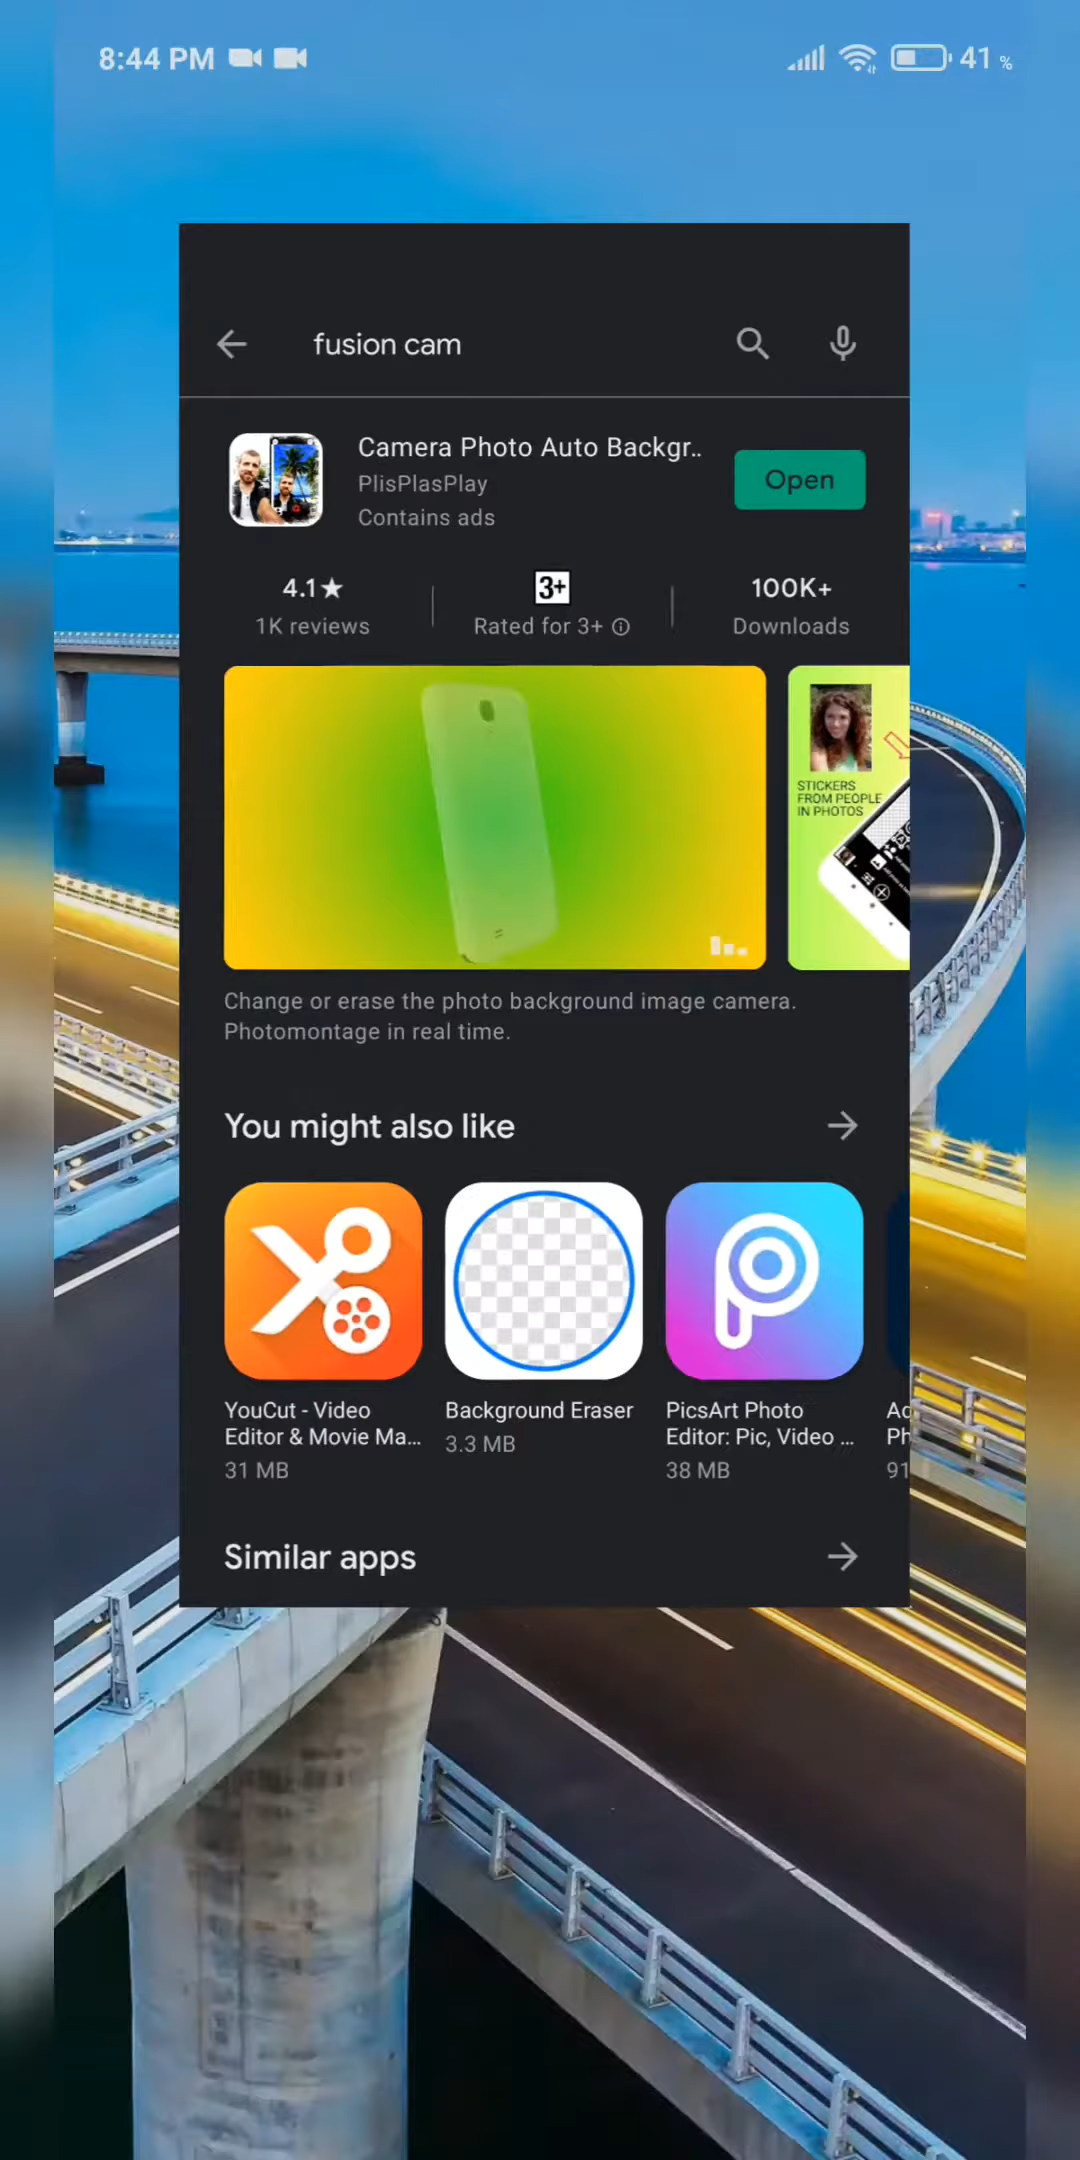 8:44 PM
41 %
fusion cam
Camera Photo Auto Backgr..
PlisPlasPlay
Contains ads
Open
4.1★
1K reviews
3+
Rated for 3+
100K+
Downloads
STICKERS
FROM PEOPLE
IN PHOTOS
Change or erase the photo background image camera.
Photomontage in real time.
You might also like
YouCut - Video
Editor & Movie Ma...
31 MB
Background Eraser
3.3 MB
PicsArt Photo
Editor: Pic, Video ...
38 MB
Ad
Ph
91
Similar apps